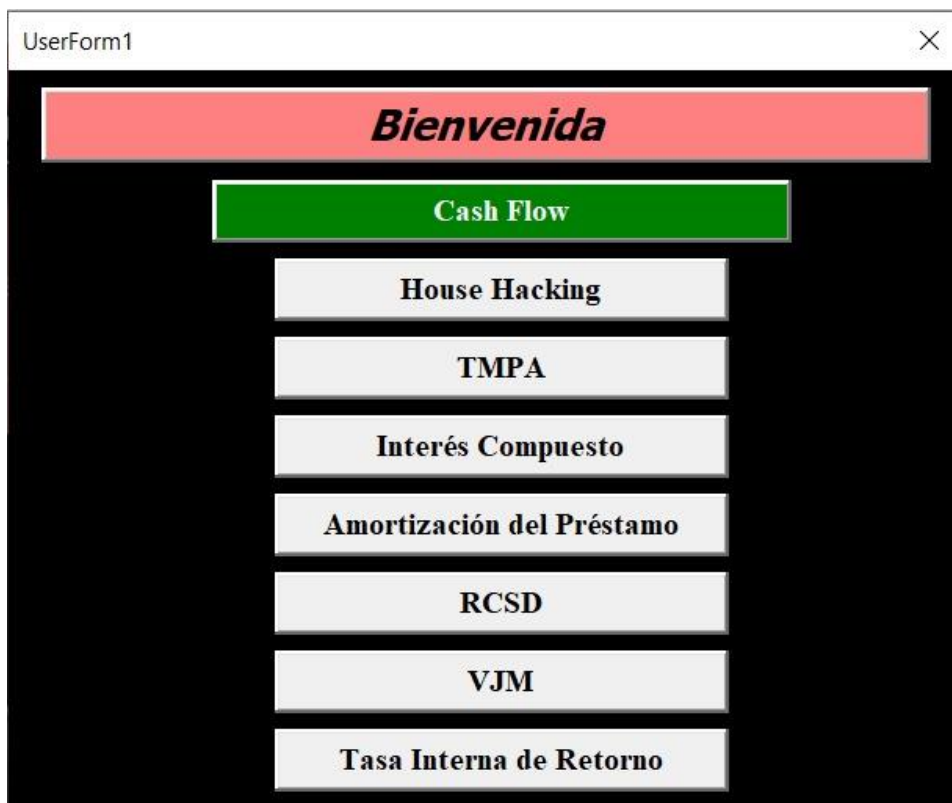 UserForm1
Bienvenida
Cash Flow
House Hacking
TMPA
Interés Compuesto
Amortización del Préstamo
RCSD
VJM
Tasa Interna de Retorno